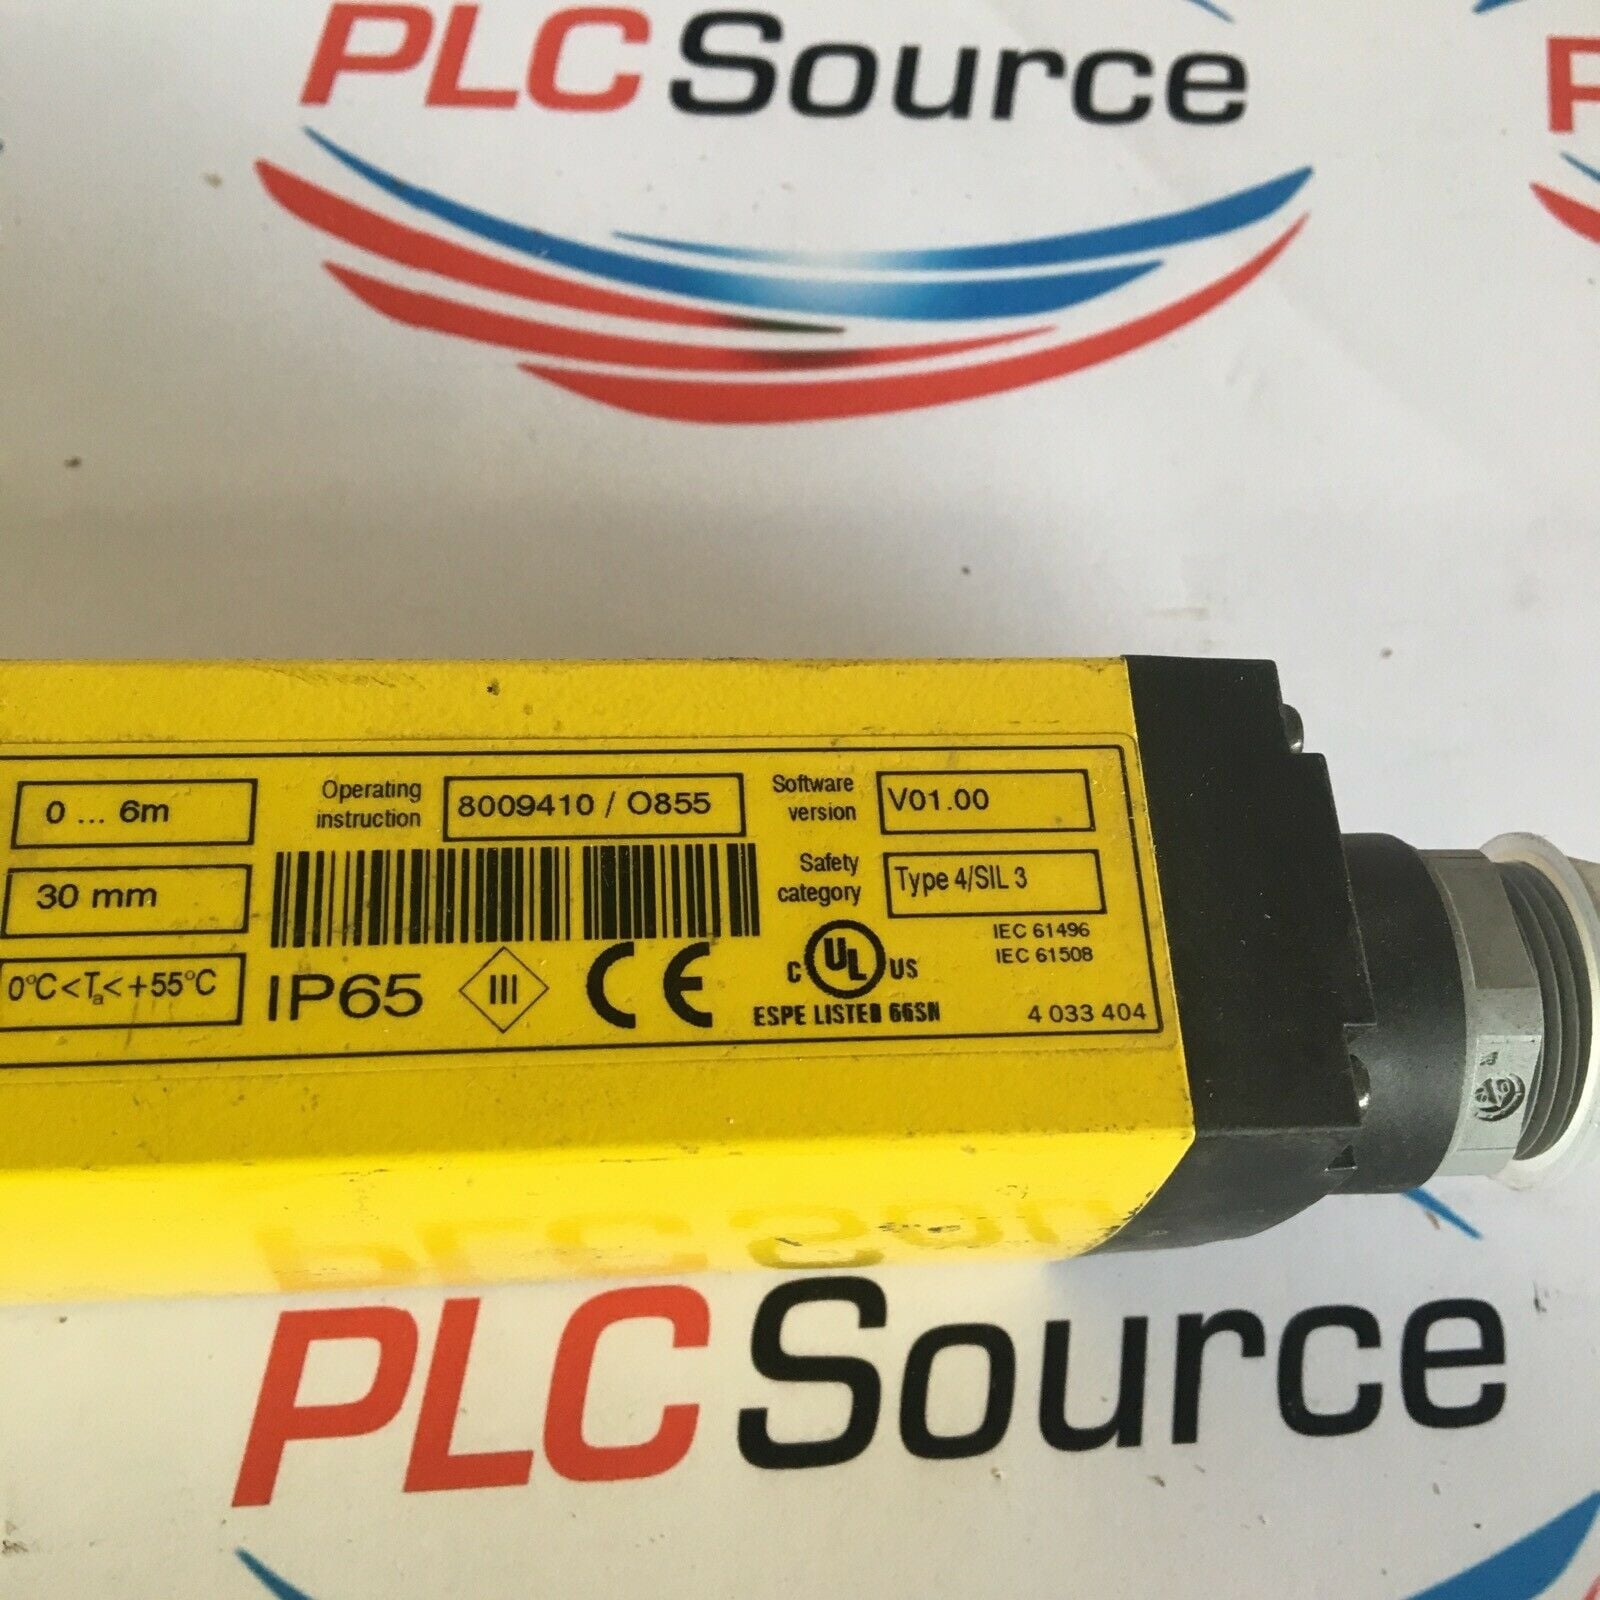 PLC Source
P
0 ... 6m
Operating instruction
8009410 / O855
Software version
V01.00
30 mm
Safety category
Type 4/SIL 3
IEC 61496
IEC 61508
0°C<Ta<+55°C
IP65
III
CE
C UL US
ESPE LISTED 66SN
4 033 404
PLC Source